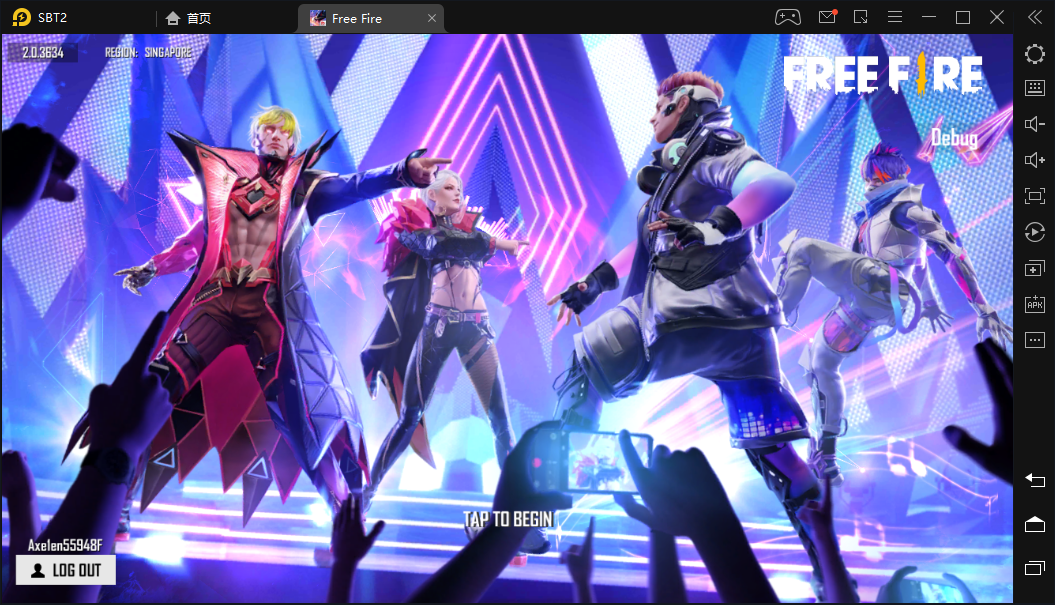 SBT2
首页
Free Fire
2.0.3634
REGION: SINGAPORE
FREE FIRE
Debug
APK
TAP TO BEGIN
Axelen55948F
LOG OUT